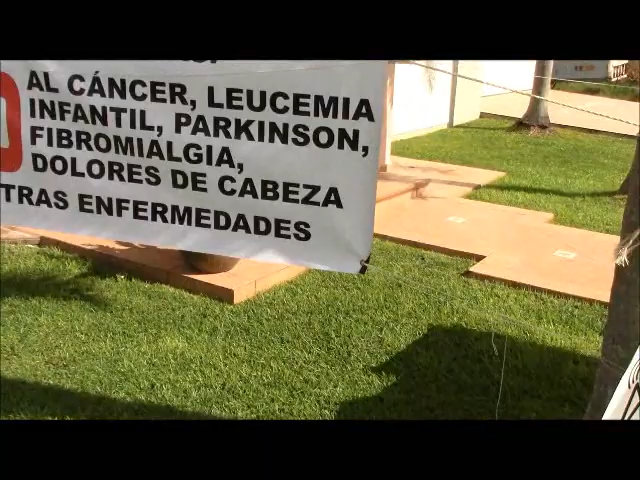 AL CÁNCER, LEUCEMIA
INFANTIL, PARKINSON,
FIBROMIALGIA,
DOLORES DE CABEZA
TRAS ENFERMEDADES